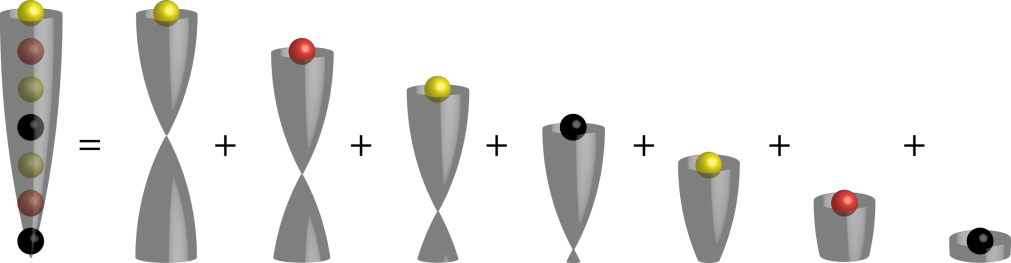 = + + + + + +